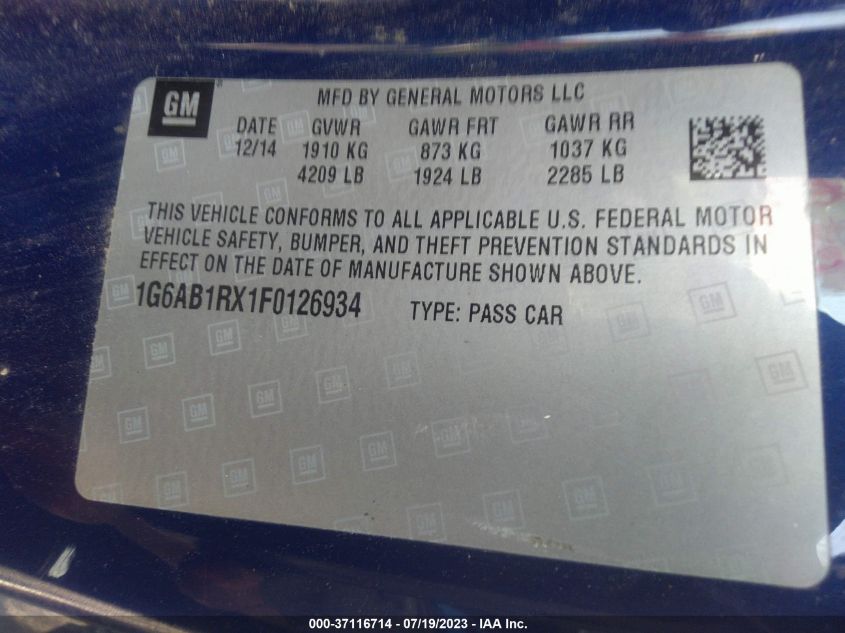 GM
MFD BY GENERAL MOTORS LLC
DATE GVWR GAWR FRT GAWR RR
12/14 1910 KG 873 KG 1037 KG
4209 LB 1924 LB 2285 LB
THIS VEHICLE CONFORMS TO ALL APPLICABLE U.S. FEDERAL MOTOR
VEHICLE SAFETY, BUMPER, AND THEFT PREVENTION STANDARDS IN
EFFECT ON THE DATE OF MANUFACTURE SHOWN ABOVE.
1G6AB1RX1F0126934 TYPE: PASS CAR
000-37116714 - 07/19/2023 - IAA Inc.